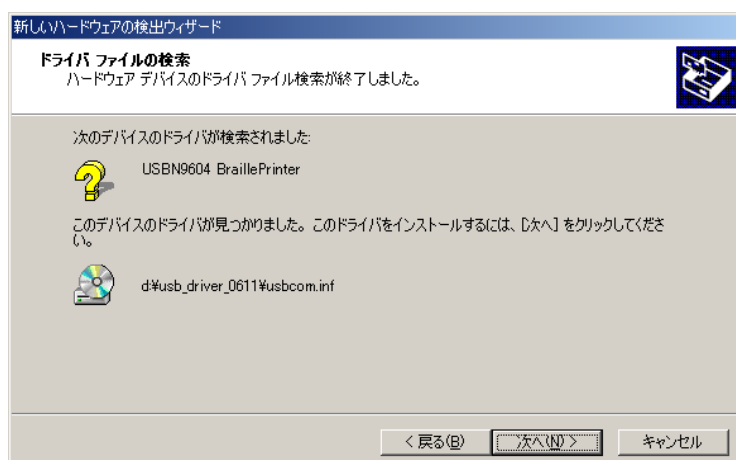 新しいハードウェアの検出ウィザード
ドライバ ファイルの検索
ハードウェア デバイスのドライバ ファイル検索が終了しました。
次のデバイスのドライバが検索されました:
USBN9604 BraillePrinter
このデバイスのドライバが見つかりました。このドライバをインストールするには、[次へ] をクリックしてくださ
い。
d:¥usb_driver_0611¥usbcom.inf
< 戻る(B)
次へ(N) >
キャンセル